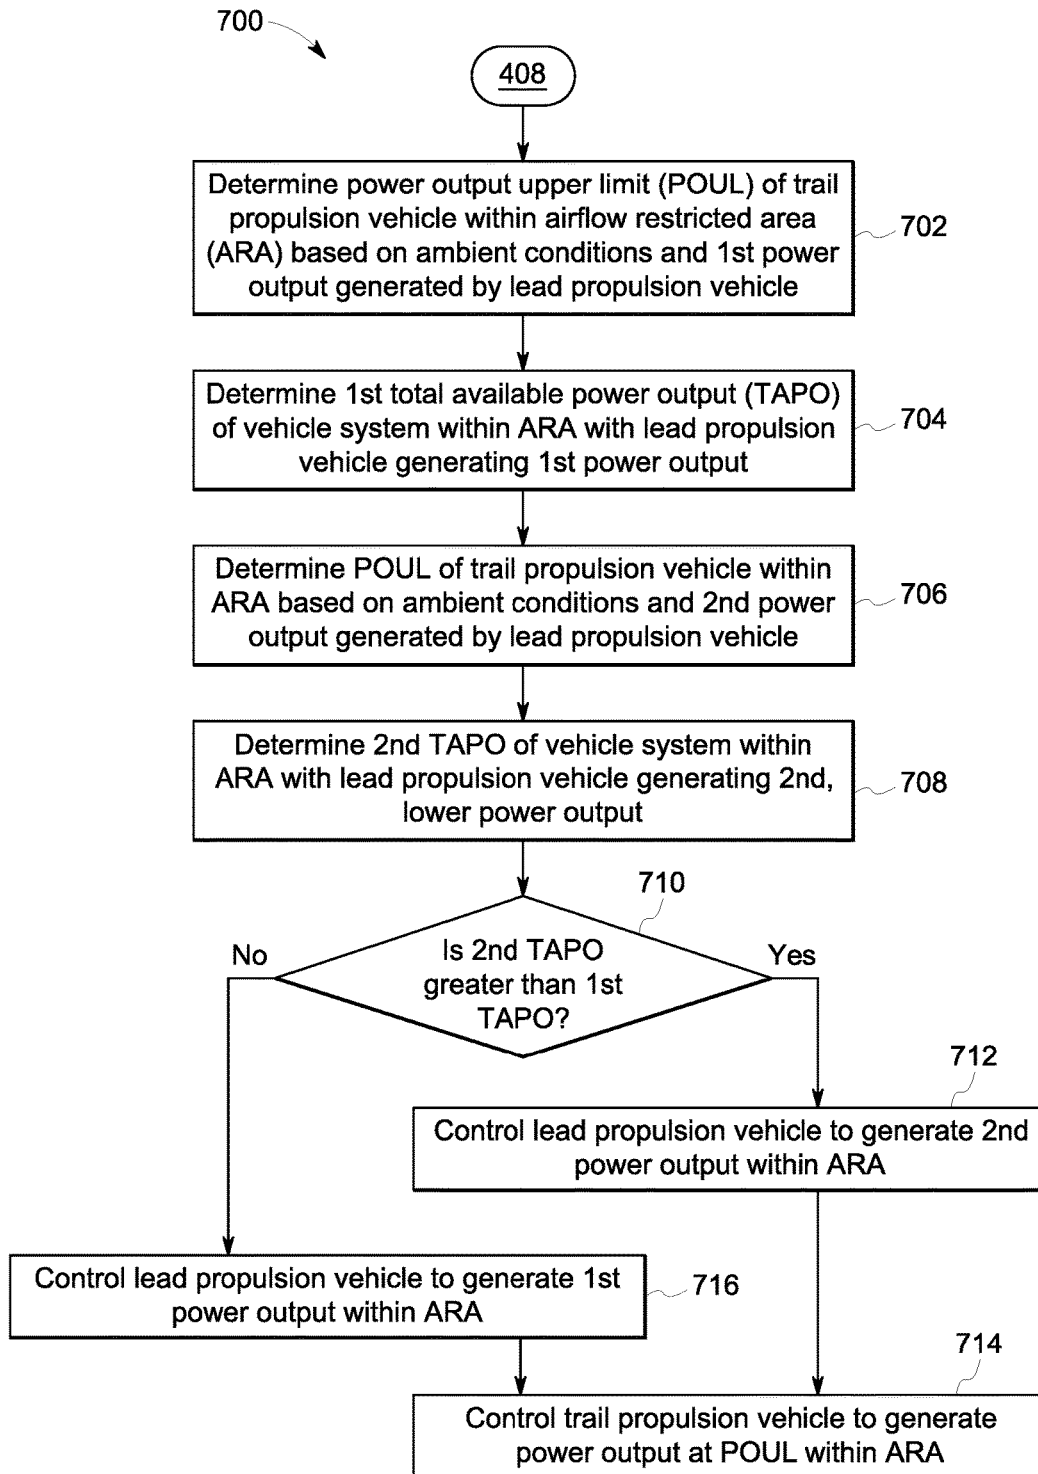 700
408
Determine power output upper limit (POUL) of trail
propulsion vehicle within airflow restricted area
(ARA) based on ambient conditions and 1st power
output generated by lead propulsion vehicle
702
Determine 1st total available power output (TAPO)
of vehicle system within ARA with lead propulsion
vehicle generating 1st power output
704
Determine POUL of trail propulsion vehicle within
ARA based on ambient conditions and 2nd power
output generated by lead propulsion vehicle
706
Determine 2nd TAPO of vehicle system within
ARA with lead propulsion vehicle generating 2nd,
lower power output
708
710
No
Is 2nd TAPO
greater than 1st
TAPO?
Yes
712
Control lead propulsion vehicle to generate 2nd
power output within ARA
Control lead propulsion vehicle to generate 1st
power output within ARA
716
714
Control trail propulsion vehicle to generate
power output at POUL within ARA